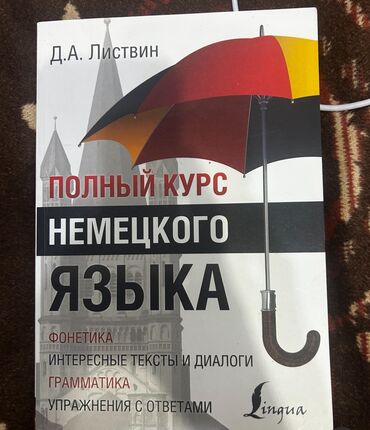 Д.А. Листвин
ПОЛНЫЙ КУРС
НЕМЕЦКОГО
ЯЗЫКА
ФОНЕТИКА
ИНТЕРЕСНЫЕ ТЕКСТЫ И ДИАЛОГИ
ГРАММАТИКА
УПРАЖНЕНИЯ С ОТВЕТАМИ
Lingua